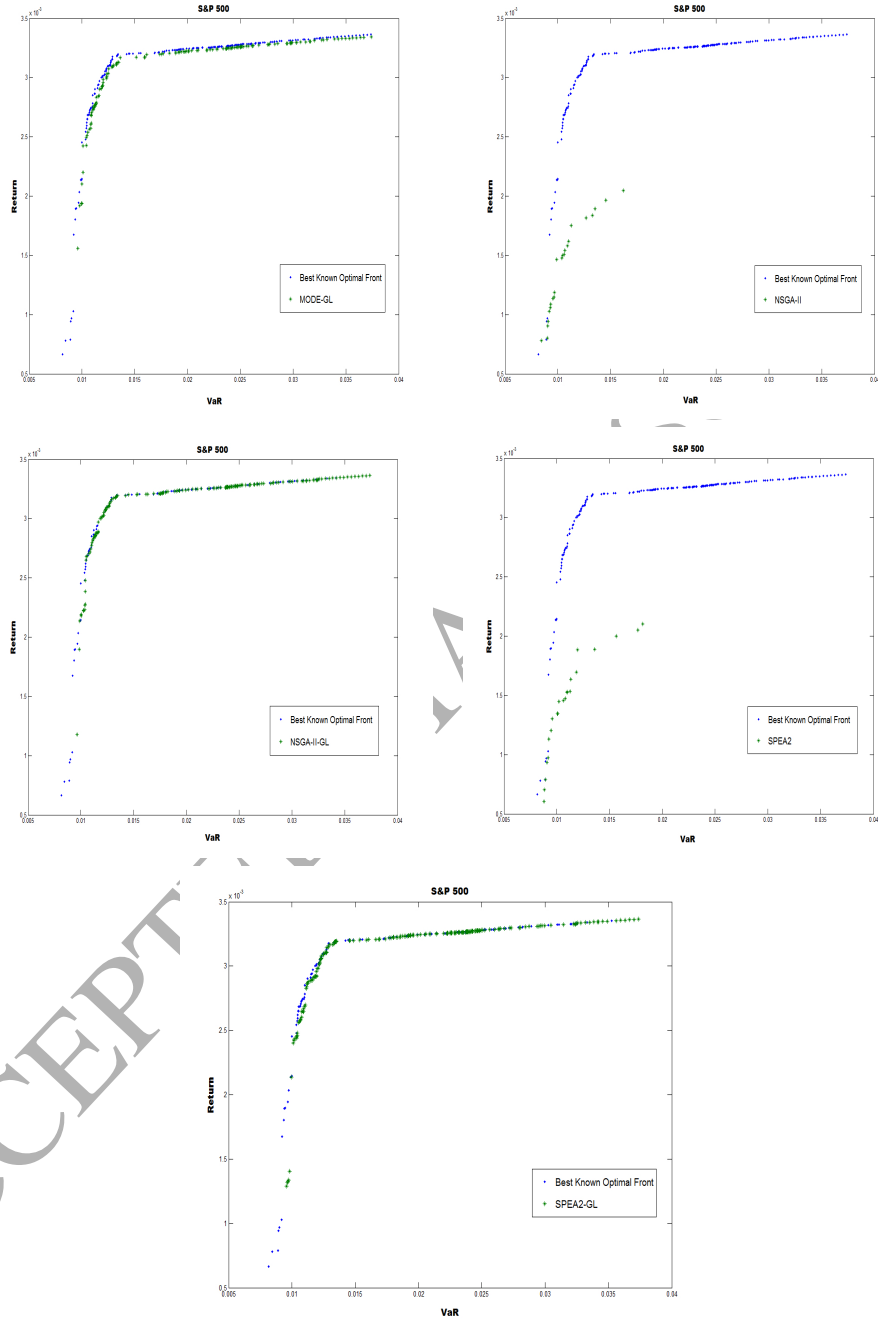 S&P 500
x 10^-3
3.5
3
2.5
2
1.5
1
0.5
Return
Best Known Optimal Front
MODE-GL
0.005 0.01 0.015 0.02 0.025 0.03 0.035 0.04
VaR
S&P 500
x 10^-3
3.5
3
2.5
2
1.5
1
0.5
Return
Best Known Optimal Front
NSGA-II
0.005 0.01 0.015 0.02 0.025 0.03 0.035 0.04
VaR
S&P 500
x 10^-3
3.5
3
2.5
2
1.5
1
0.5
Return
Best Known Optimal Front
NSGA-II-GL
0.005 0.01 0.015 0.02 0.025 0.03 0.035 0.04
VaR
S&P 500
x 10^-3
3.5
3
2.5
2
1.5
1
0.5
Return
Best Known Optimal Front
SPEA2
0.005 0.01 0.015 0.02 0.025 0.03 0.035 0.04
VaR
S&P 500
x 10^-3
3.5
3
2.5
2
1.5
1
0.5
Return
Best Known Optimal Front
SPEA2-GL
0.005 0.01 0.015 0.02 0.025 0.03 0.035 0.04
VaR
CEPT